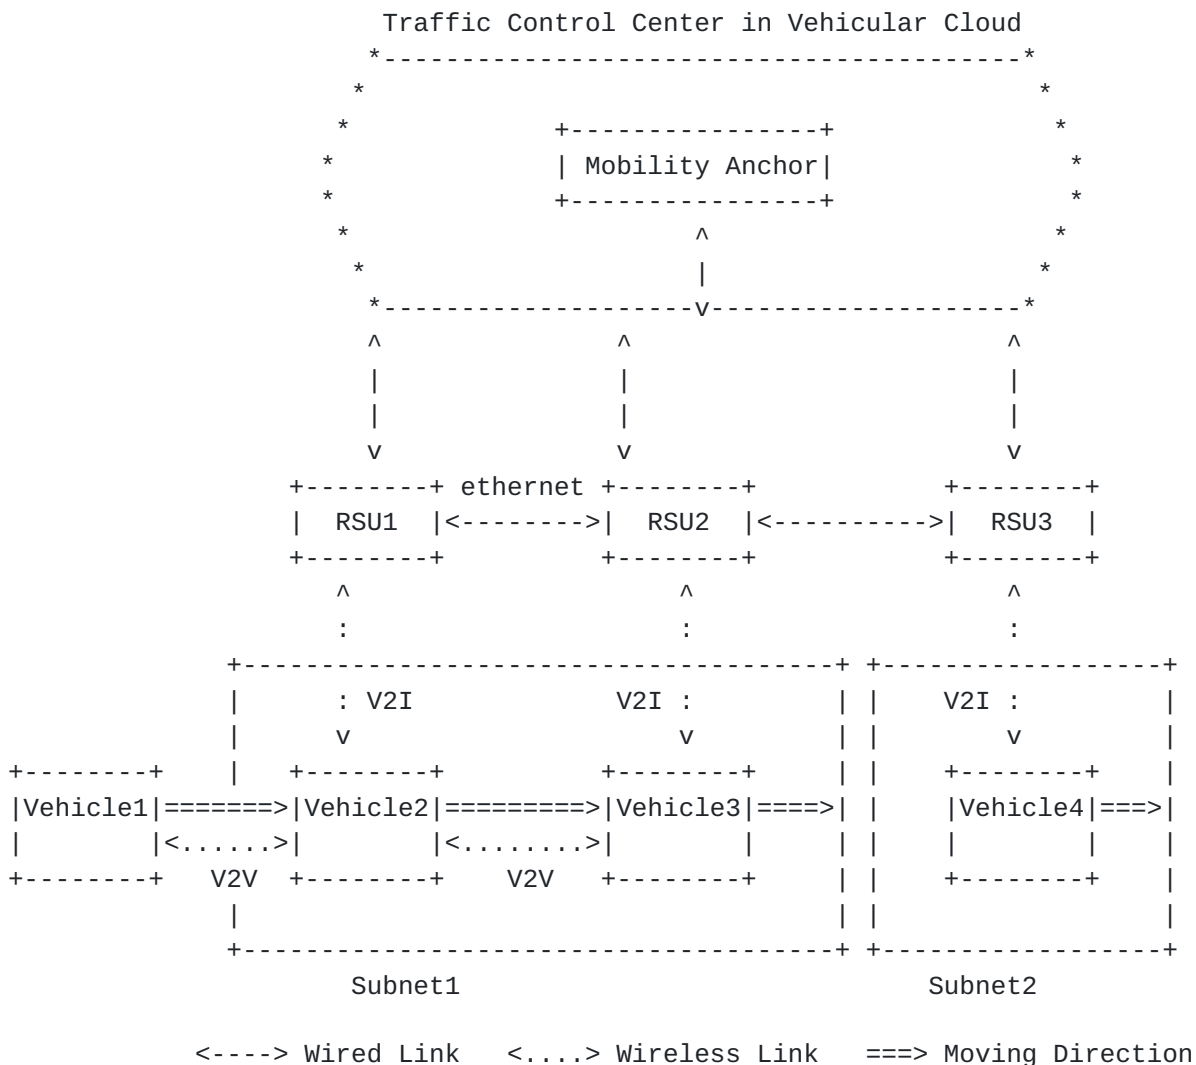 Traffic Control Center in Vehicular Cloud
Mobility Anchor
ethernet
RSU1 RSU2 RSU3
V2I V2I V2I
Vehicle1 Vehicle2 Vehicle3 Vehicle4
V2V V2V
Subnet1 Subnet2
<----> Wired Link <....> Wireless Link ===> Moving Direction